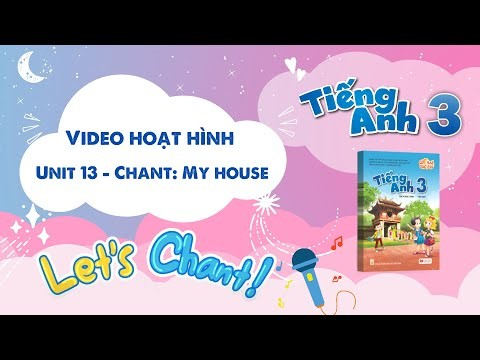 VIDEO HOẠT HÌNH
UNIT 13 - CHANT: MY HOUSE
Let's Chant!
Tiếng
Anh 3
Tiếng
Anh 3